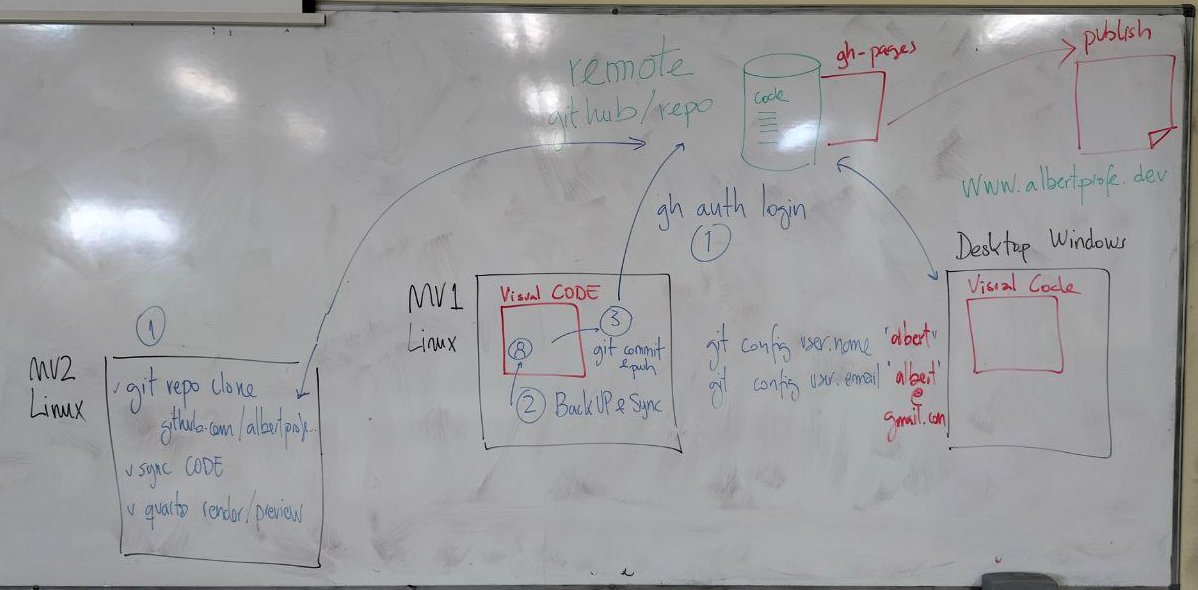 remote
github/repo
code
gh-pages
publish
www.albertprofe.dev
gh auth login
1
Desktop Windows
Visual Code
MV1
Linux
Visual CODE
3
git commit
& push
8
2 Back UP & Sync
git config user.name "albert"
git config user.email "albert"
@
gmail.com
1
MV2
Linux
v git repo clone
github.com/albertprofe...
v sync CODE
v quarto render/preview